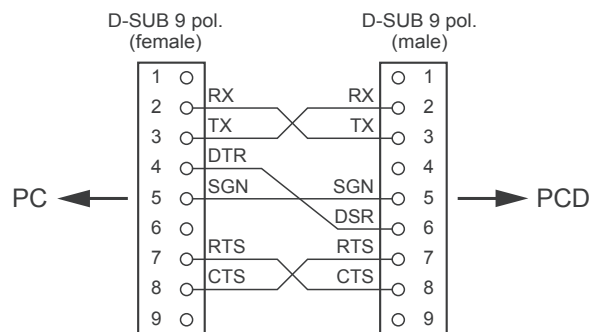 D-SUB 9 pol. D-SUB 9 pol.
(female) (male)
1 1
2 RX RX 2
3 TX TX 3
4 DTR 4
PC 5 SGN SGN 5 PCD
6 DSR 6
7 RTS RTS 7
8 CTS CTS 8
9 9